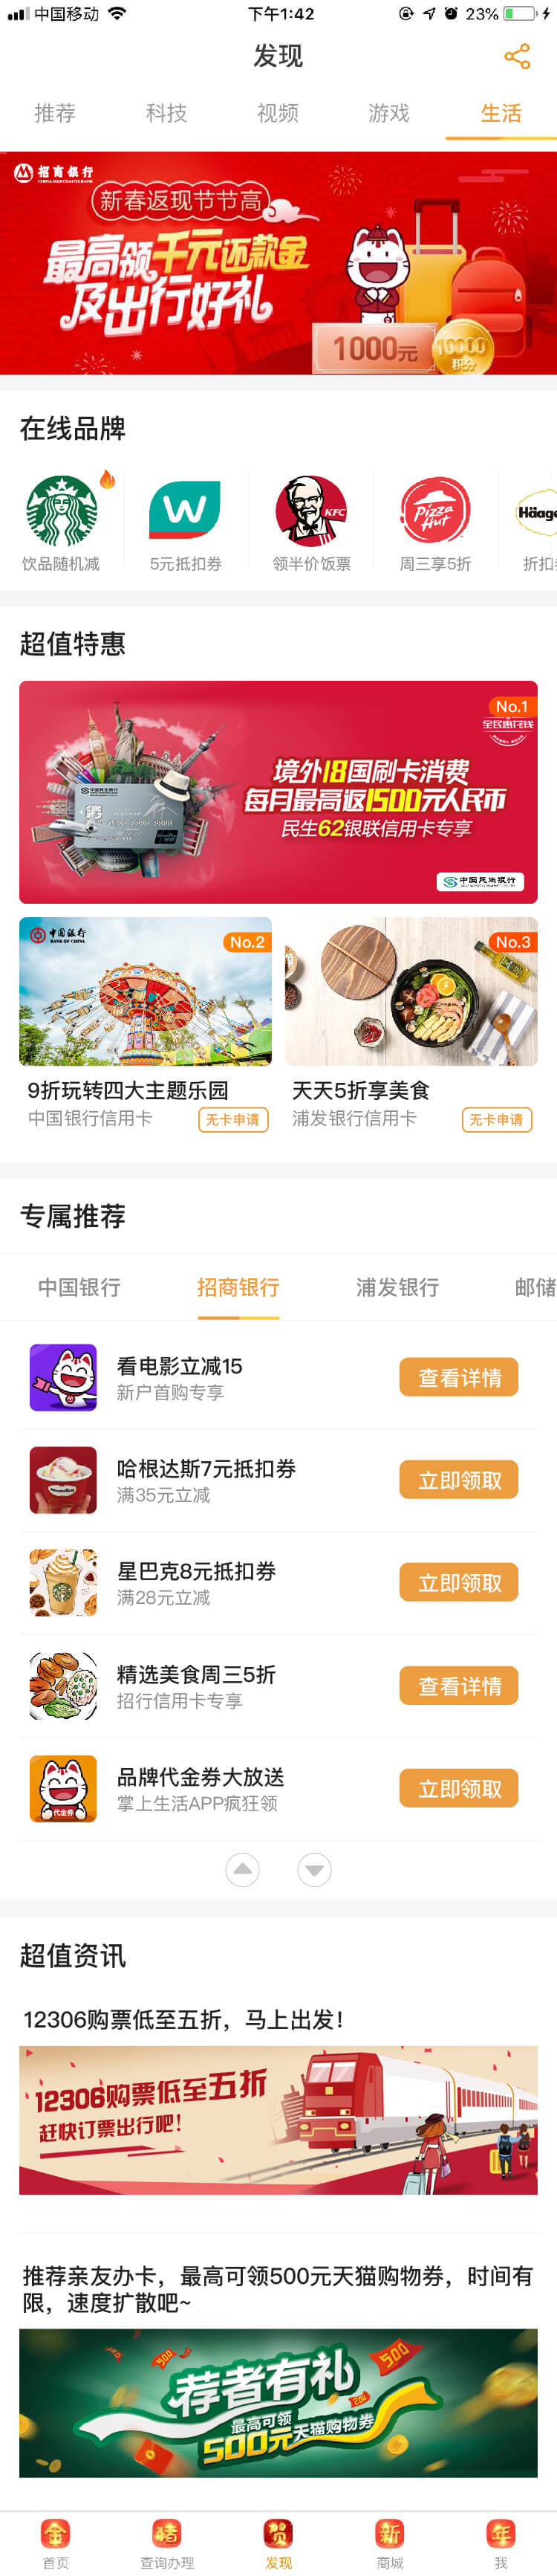 中国移动
下午1:42
23%
发现
推荐
科技
视频
游戏
生活
招商银行
CHINA MERCHANTS BANK
新春返现节节高
最高领千元还款金
及出行好礼
1000元
10000
积分
在线品牌
饮品随机减
W
5元抵扣券
KFC
领半价饭票
Pizza Hut
周三享5折
Häage
折扣
超值特惠
No.1
全民惠花钱
境外18国刷卡消费
每月最高返1500元人民币
民生62银联信用卡专享
中国民生银行
中国民生银行
中国银行
BANK OF CHINA
No.2
No.3
9折玩转四大主题乐园
中国银行信用卡
无卡申请
天天5折享美食
浦发银行信用卡
无卡申请
专属推荐
中国银行
招商银行
浦发银行
邮储
看电影立减15
新户首购专享
查看详情
哈根达斯7元抵扣券
满35元立减
立即领取
星巴克8元抵扣券
满28元立减
立即领取
精选美食周三5折
招行信用卡专享
查看详情
代金券
品牌代金券大放送
掌上生活APP疯狂领
立即领取
超值资讯
12306购票低至五折，马上出发！
12306购票低至五折
赶快订票出行吧！
推荐亲友办卡，最高可领500元天猫购物券，时间有
限，速度扩散吧~
500
500
500
荐者有礼
最高可领
500元天猫购物券
金
猪
贺
新
年
首页
查询办理
发现
商城
我